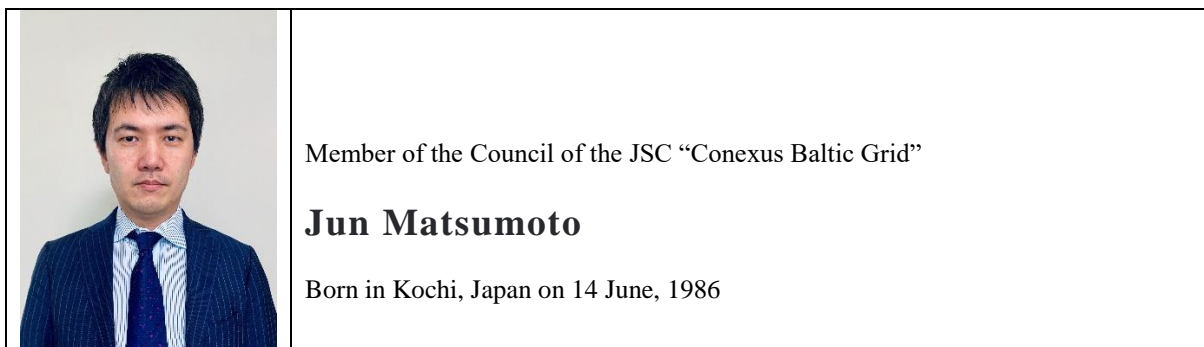 Member of the Council of the JSC “Conexus Baltic Grid”
Jun Matsumoto
Born in Kochi, Japan on 14 June, 1986